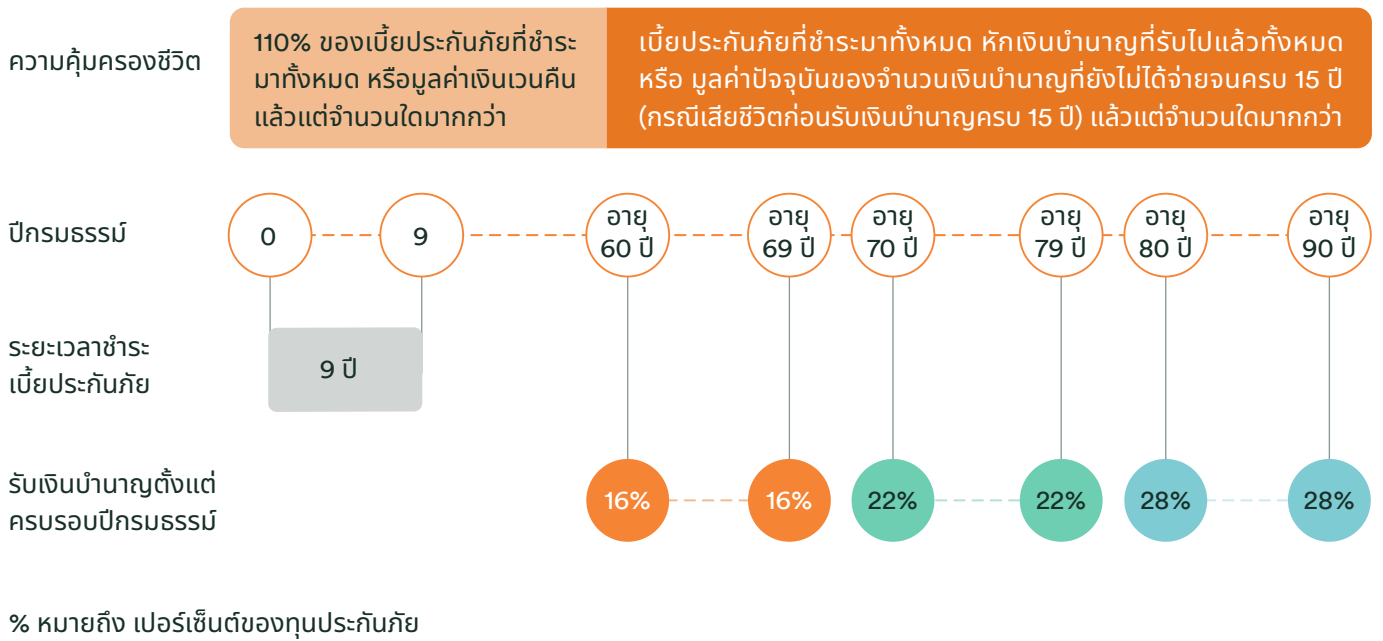 ความคุ้มครองชีวิต
110% ของเบี้ยประกันภัยที่ชำระ
มาทั้งหมด หรือมูลค่าเงินเวนคืน
แล้วแต่จำนวนใดมากกว่า
เบี้ยประกันภัยที่ชำระมาทั้งหมด หักเงินบำนาญที่รับไปแล้วทั้งหมด
หรือ มูลค่าปัจจุบันของจำนวนเงินบำนาญที่ยังไม่ได้จ่ายจนครบ 15 ปี
(กรณีเสียชีวิตก่อนรับเงินบำนาญครบ 15 ปี) แล้วแต่จำนวนใดมากกว่า
ปีกรมธรรม์
0
9
อายุ
60 ปี
อายุ
69 ปี
อายุ
70 ปี
อายุ
79 ปี
อายุ
80 ปี
อายุ
90 ปี
ระยะเวลาชำระ
เบี้ยประกันภัย
9 ปี
รับเงินบำนาญตั้งแต่
ครบรอบปีกรมธรรม์
16%
16%
22%
22%
28%
28%
% หมายถึง เปอร์เซ็นต์ของทุนประกันภัย